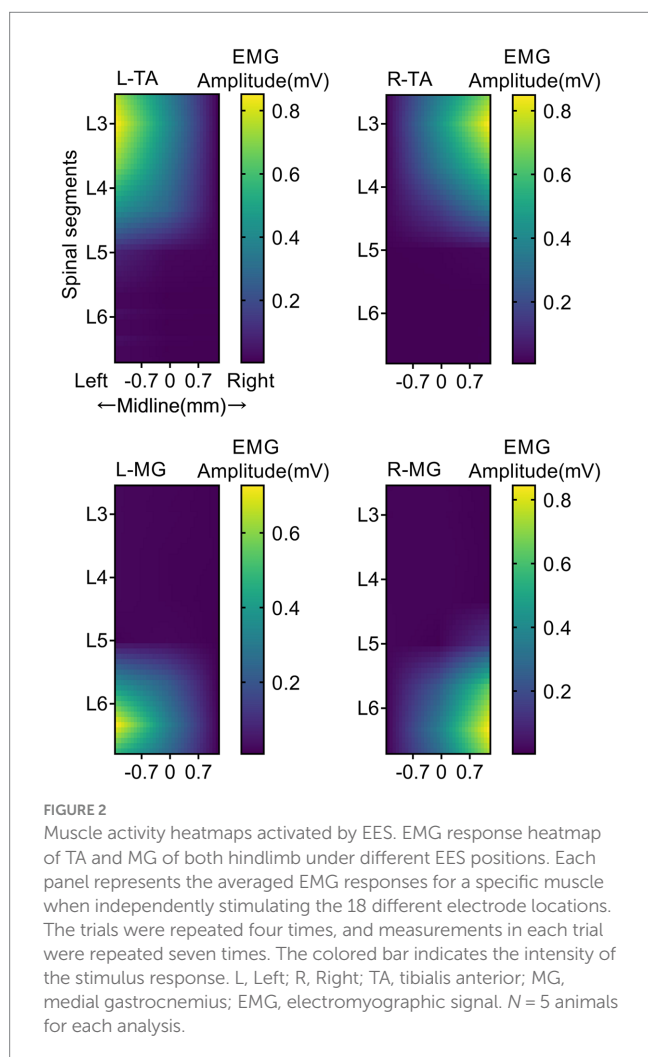 EMG
L-TA Amplitude(mV)
0.8
0.6
0.4
0.2
Spinal segments
L3
L4
L5
L6
Left -0.7 0 0.7 Right
←Midline(mm)→
EMG
R-TA Amplitude(mV)
0.8
0.6
0.4
0.2
L3
L4
L5
L6
-0.7 0 0.7
EMG
L-MG Amplitude(mV)
0.6
0.4
0.2
L3
L4
L5
L6
-0.7 0 0.7
EMG
R-MG Amplitude(mV)
0.8
0.6
0.4
0.2
L3
L4
L5
L6
-0.7 0 0.7
FIGURE 2
Muscle activity heatmaps activated by EES. EMG response heatmap
of TA and MG of both hindlimb under different EES positions. Each
panel represents the averaged EMG responses for a specific muscle
when independently stimulating the 18 different electrode locations.
The trials were repeated four times, and measurements in each trial
were repeated seven times. The colored bar indicates the intensity of
the stimulus response. L, Left; R, Right; TA, tibialis anterior; MG,
medial gastrocnemius; EMG, electromyographic signal. N = 5 animals
for each analysis.